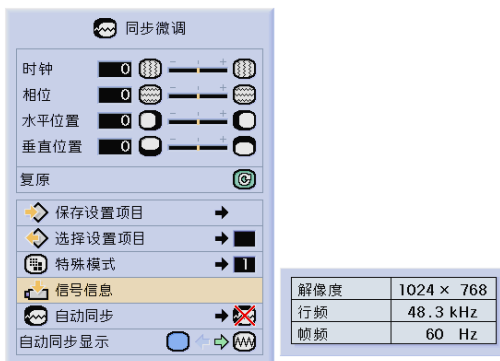 同步微调
时钟 0 - +
相位 0 - +
水平位置 0 - +
垂直位置 0 - +
复原
保存设置项目
选择设置项目
特殊模式 1
信号信息
自动同步
自动同步显示
解像度 1024 × 768
行频 48.3 kHz
帧频 60 Hz